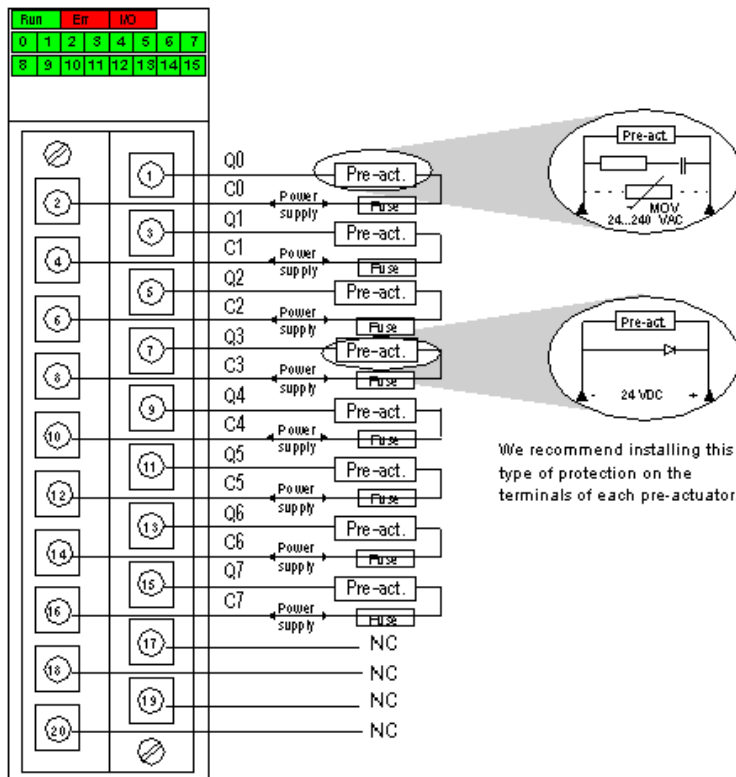 Run Err I/O
0 1 2 3 4 5 6 7
8 9 10 11 12 13 14 15
1 Q0 Pre-act.
2 C0 Power supply Fuse
3 Q1 Pre-act.
4 C1 Power supply Fuse
5 Q2 Pre-act.
6 C2 Power supply Fuse
7 Q3 Pre-act.
8 C3 Power supply Fuse
9 Q4 Pre-act.
10 C4 Power supply Fuse
11 Q5 Pre-act.
12 C5 Power supply Fuse
13 Q6 Pre-act.
14 C6 Power supply Fuse
15 Q7 Pre-act.
16 C7 Power supply Fuse
17 NC
18 NC
19 NC
20 NC
Pre-act.
MOV
24...240 VAC
Pre-act.
- 24 VDC +
We recommend installing this
type of protection on the
terminals of each pre-actuator